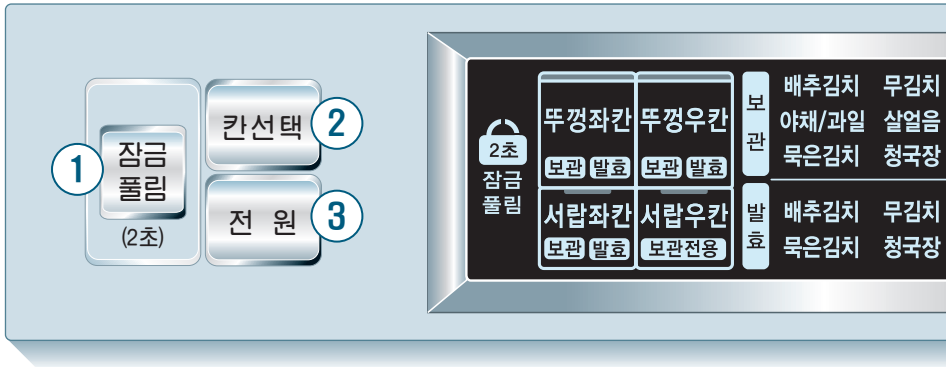 1
잠금
풀림
(2초)
칸선택
2
전 원
3
2초
잠금
풀림
뚜껑좌칸 뚜껑우칸
보관 발효 보관 발효
서랍좌칸 서랍우칸
보관 발효 보관전용
보관
배추김치 무김치
야채/과일 살얼음
묵은김치 청국장
발효
배추김치 무김치
묵은김치 청국장